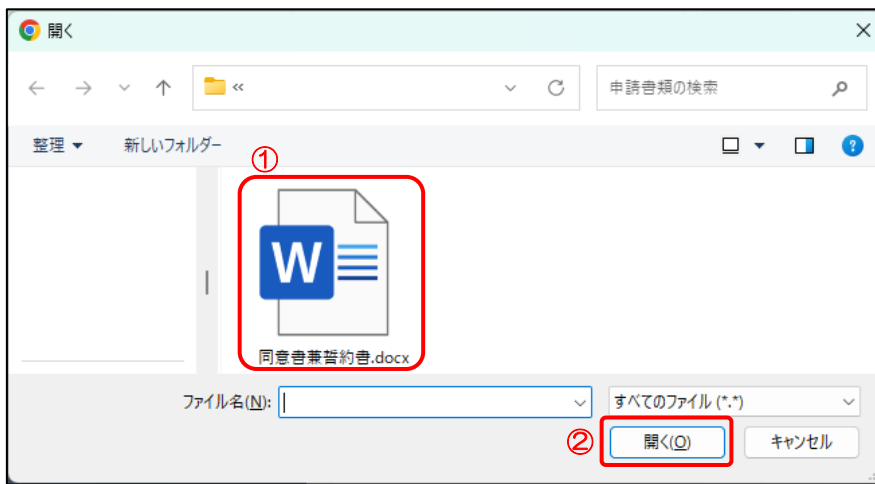 開く
«
申請書類の検索
整理
新しいフォルダー
①
W
同意書兼誓約書.docx
ファイル名(N):
すべてのファイル (*.*)
②
開く(O)
キャンセル